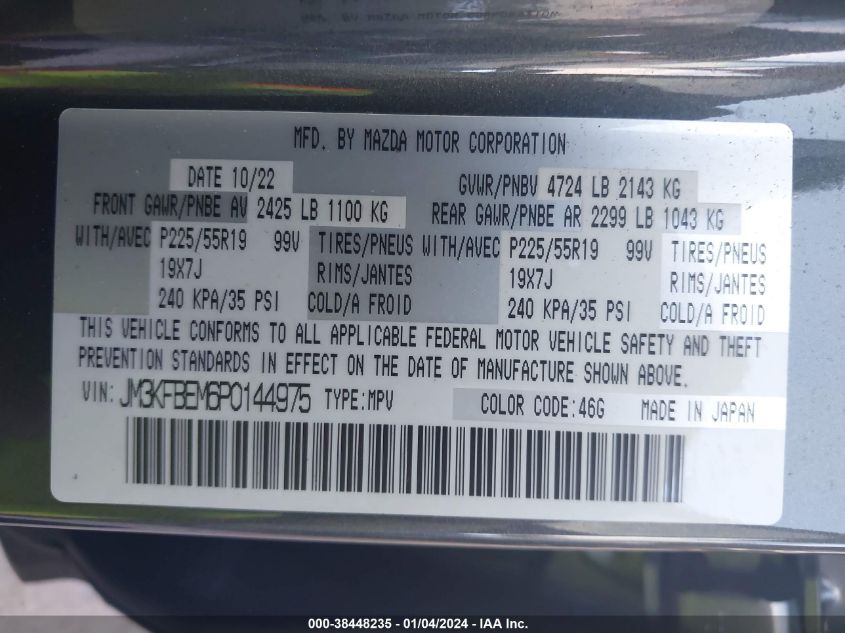 MFD. BY MAZDA MOTOR CORPORATION
DATE 10/22 GVWR/PNBV 4724 LB 2143 KG
FRONT GAWR/PNBE AV 2425 LB 1100 KG REAR GAWR/PNBE AR 2299 LB 1043 KG
WITH/AVEC P225/55R19 99V TIRES/PNEUS WITH/AVEC P225/55R19 99V TIRES/PNEUS
19X7J RIMS/JANTES 19X7J RIMS/JANTES
240 KPA/35 PSI COLD/A FROID 240 KPA/35 PSI COLD/A FROID
THIS VEHICLE CONFORMS TO ALL APPLICABLE FEDERAL MOTOR VEHICLE SAFETY AND THEFT
PREVENTION STANDARDS IN EFFECT ON THE DATE OF MANUFACTURE SHOWN ABOVE.
VIN: JM3KFBEM6P0144975 TYPE:MPV COLOR CODE:46G MADE IN JAPAN
000-38448235 - 01/04/2024 - IAA Inc.